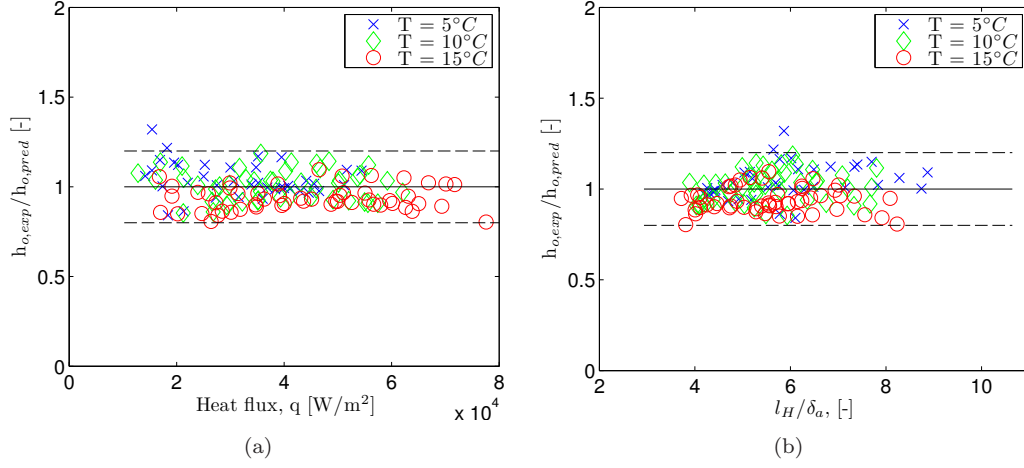 2
1.5
1
0.5
0
0 2 4 6 8
x 10⁴
Heat flux, q [W/m²]
h_{o,exp}/h_{o,pred} [-]
T = 5°C
T = 10°C
T = 15°C
(a)
2
1.5
1
0.5
0
2 4 6 8 10
l_H/δ_a, [-]
h_{o,exp}/h_{o,pred} [-]
T = 5°C
T = 10°C
T = 15°C
(b)